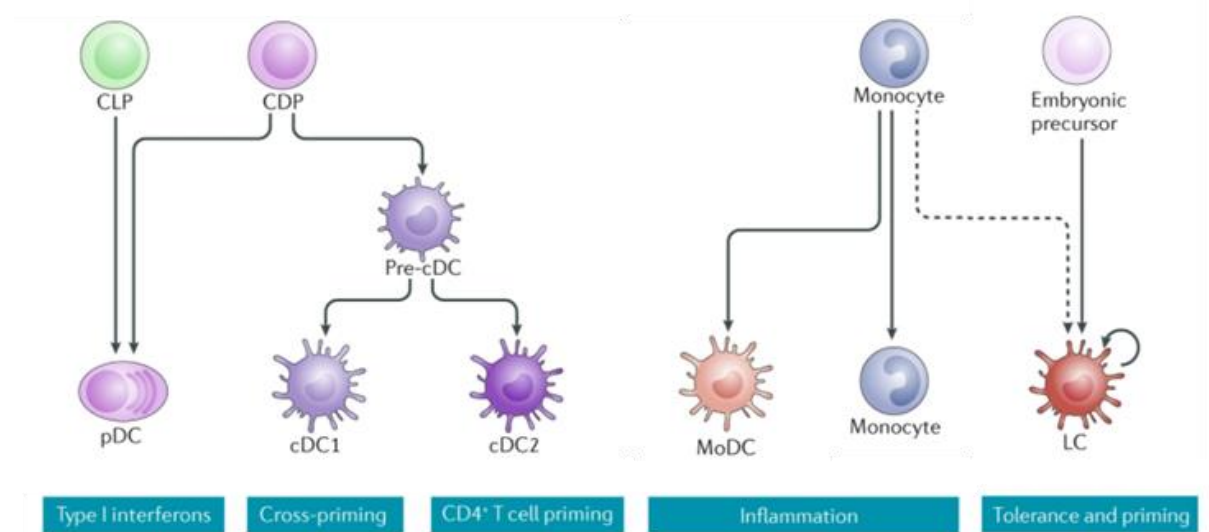 CLP
CDP
Monocyte
Embryonic
precursor
Pre-cDC
pDC
cDC1
cDC2
MoDC
Monocyte
LC
Type I interferons
Cross-priming
CD4⁺ T cell priming
Inflammation
Tolerance and priming